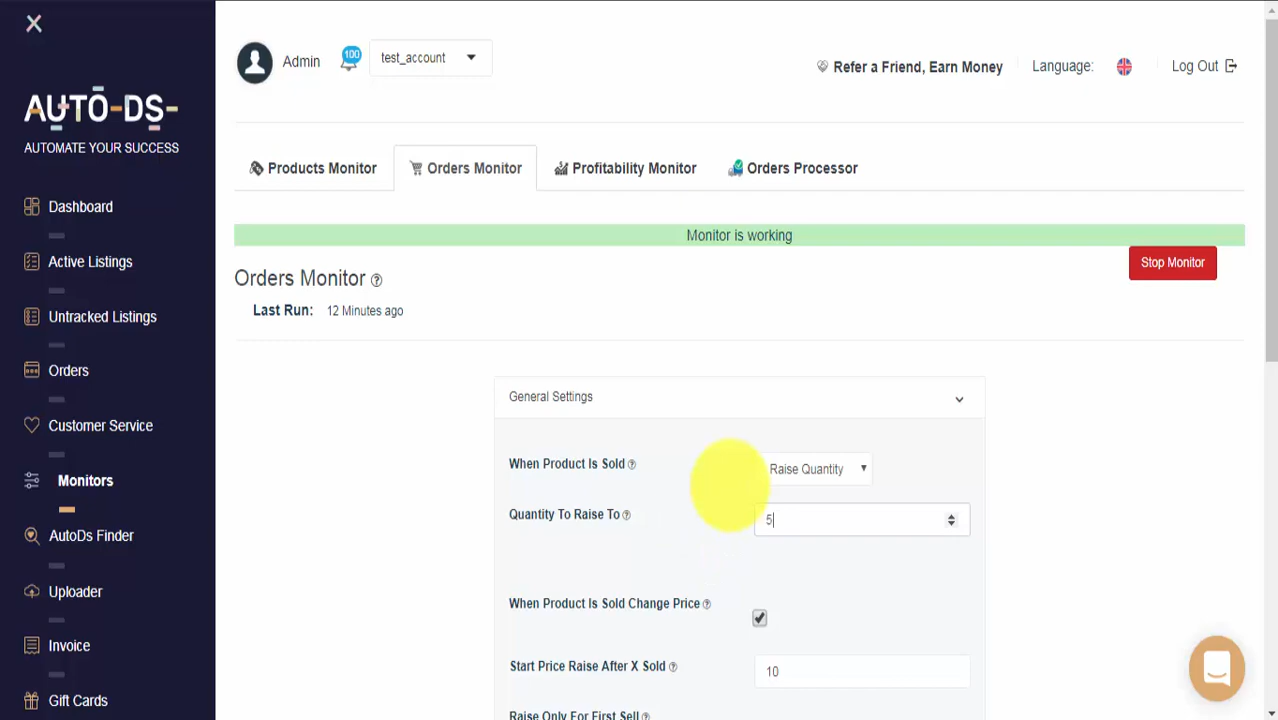 Admin
100
test_account
Refer a Friend, Earn Money
Language:
Log Out
AUTO-DS-
AUTOMATE YOUR SUCCESS
Dashboard
Active Listings
Untracked Listings
Orders
Customer Service
Monitors
AutoDs Finder
Uploader
Invoice
Gift Cards
Products Monitor
Orders Monitor
Profitability Monitor
Orders Processor
Monitor is working
Stop Monitor
Orders Monitor ?
Last Run: 12 Minutes ago
General Settings
When Product Is Sold ? Raise Quantity
Quantity To Raise To ? 5
When Product Is Sold Change Price ?
Start Price Raise After X Sold ? 10
Raise Only For First Sell ?